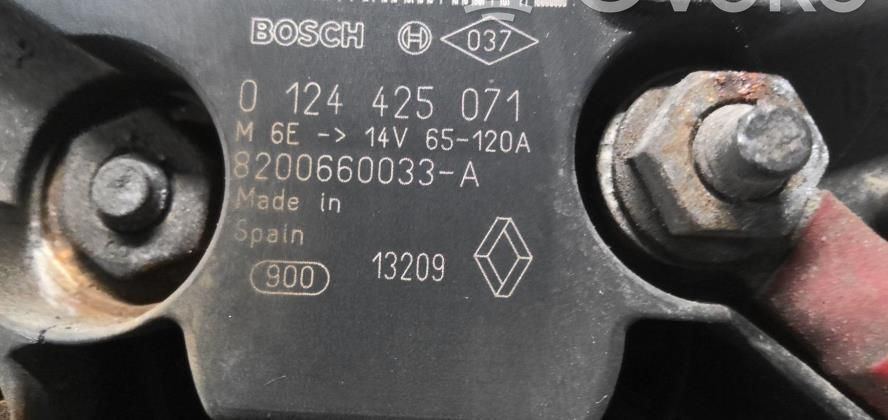 BOSCH 037
0 124 425 071
M 6E -> 14V 65-120A
8200660033-A
Made in
Spain
900 13209